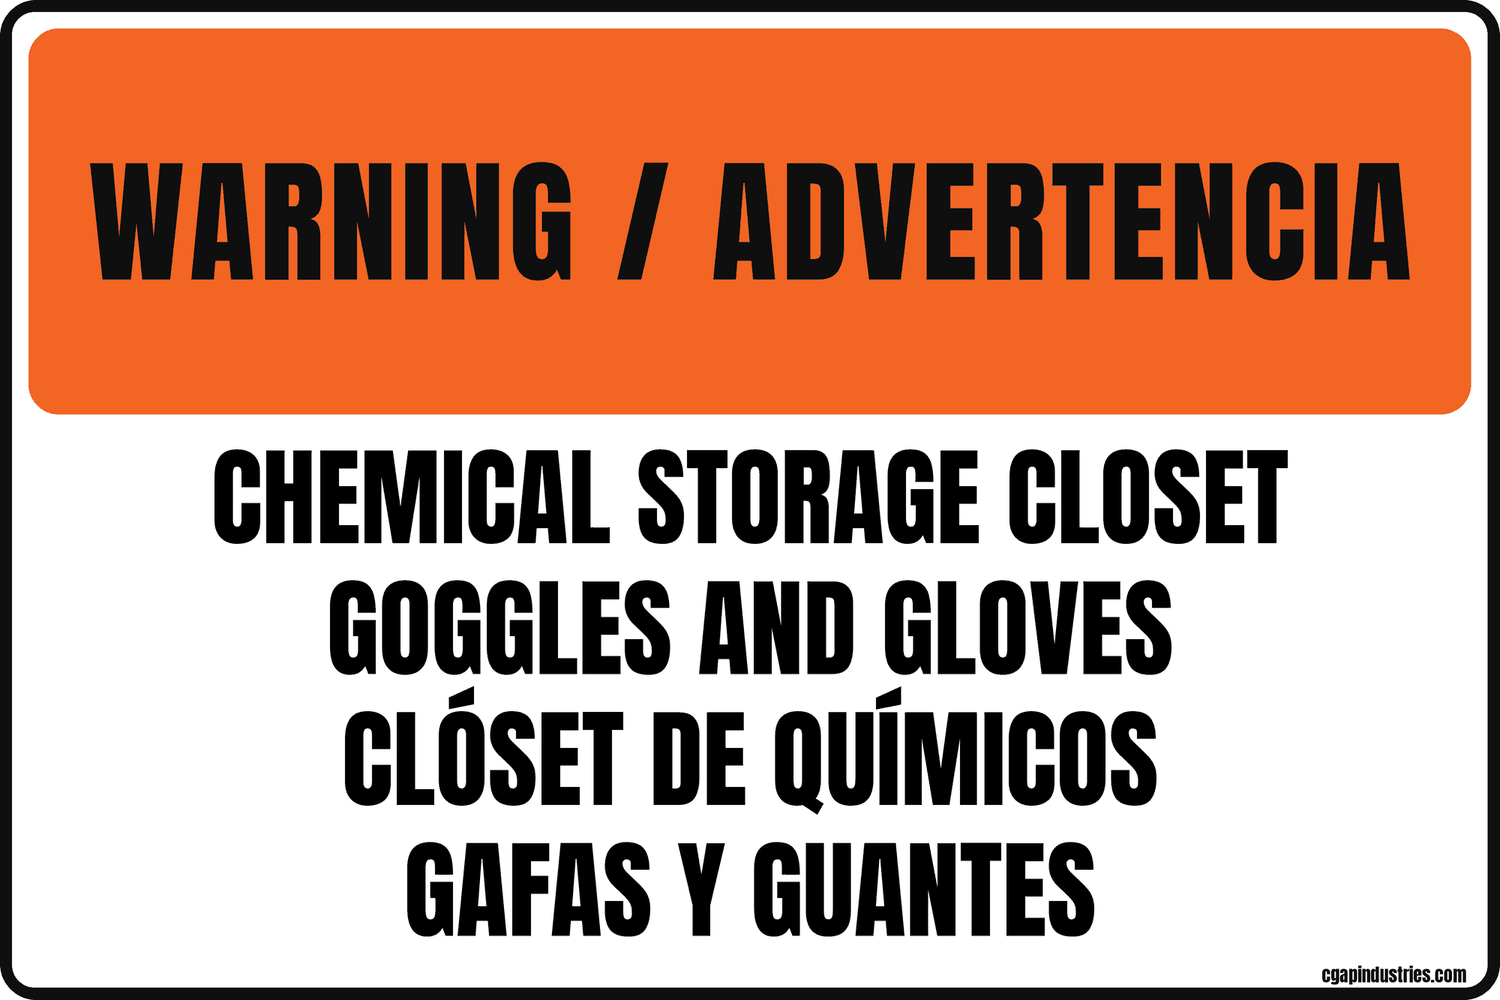 WARNING / ADVERTENCIA
CHEMICAL STORAGE CLOSET
GOGGLES AND GLOVES
CLÓSET DE QUÍMICOS
GAFAS Y GUANTES
cgapindustries.com